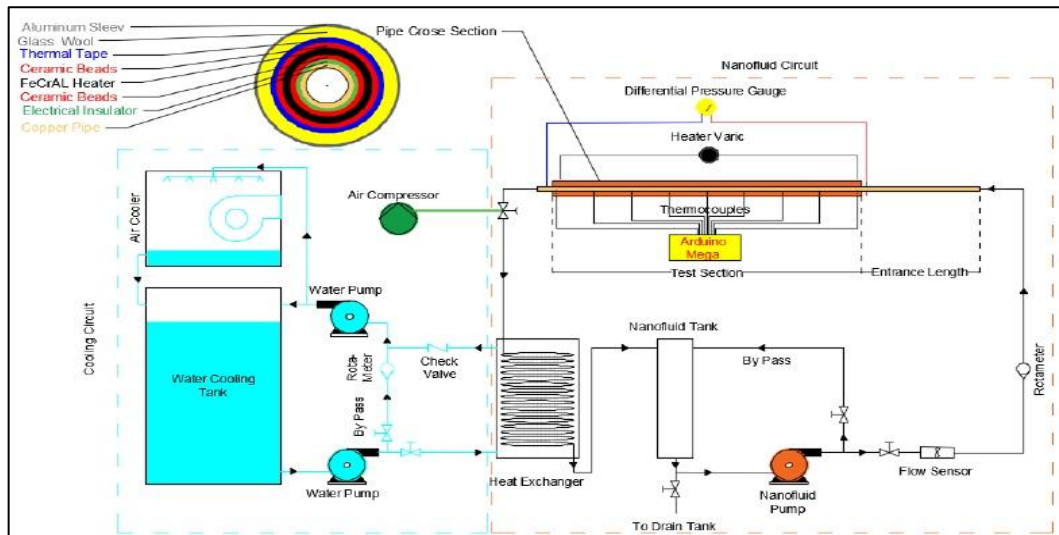 Aluminum Sleev
Glass Wool
Thermal Tape
Ceramic Beads
FeCrAL Heater
Ceramic Beads
Electrical Insulator
Copper Pipe
Pipe Crose Section
Nanofluid Circuit
Differential Pressure Gauge
Heater Varic
Air Compressor
Thermocouples
Arduino
Mega
Test Section
Entrance Length
Air Cooler
Cooling Circuit
Water Pump
Water Cooling
Tank
Rota-
Meter
Check
Valve
By Pass
Water Pump
Heat Exchanger
Nanofluid Tank
By Pass
Rotameter
Flow Sensor
Nanofluid
Pump
To Drain Tank